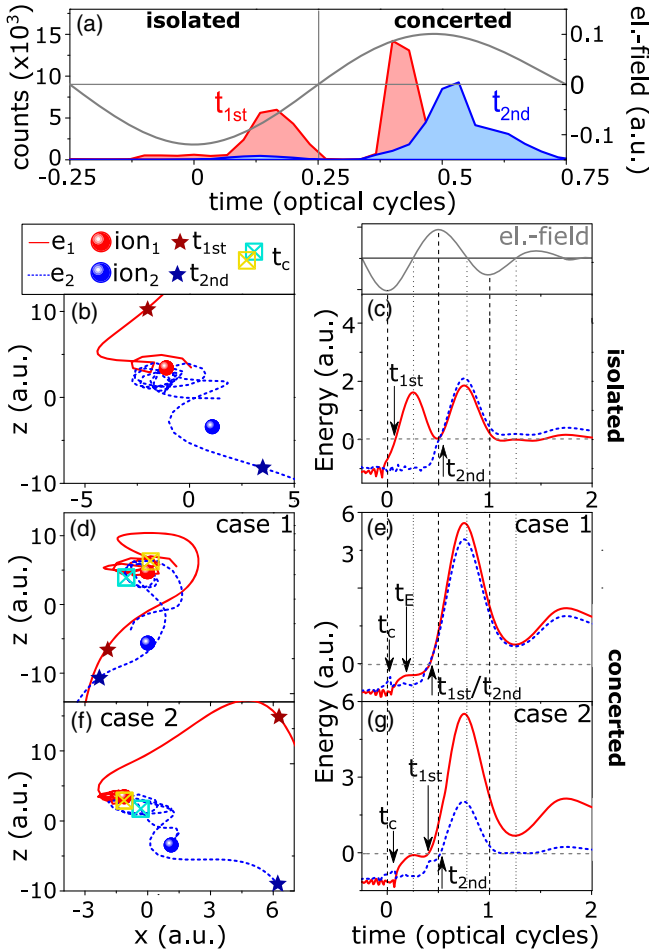 (a) isolated concerted
counts (x10³)
15
10
5
0
t1st
t2nd
0.1
0
-0.1
el.-field (a.u.)
-0.25 0 0.25 0.75
time (optical cycles)
e1 ion1 t1st tc
e2 ion2 t2nd
el.-field
(b)
10
0
-10
z (a.u.)
-5 0 5
(c)
4
2
0
Energy (a.u.)
t1st
t2nd
0 1 2
isolated
(d) case 1
10
0
-10
z (a.u.)
(e) case 1
6
3
0
Energy (a.u.)
tc
tE
t1st/t2nd
concerted
(f) case 2
10
0
-10
z (a.u.)
-3 0 3 6
x (a.u.)
(g) case 2
6
3
0
Energy (a.u.)
tc
t1st
t2nd
0 1 2
time (optical cycles)